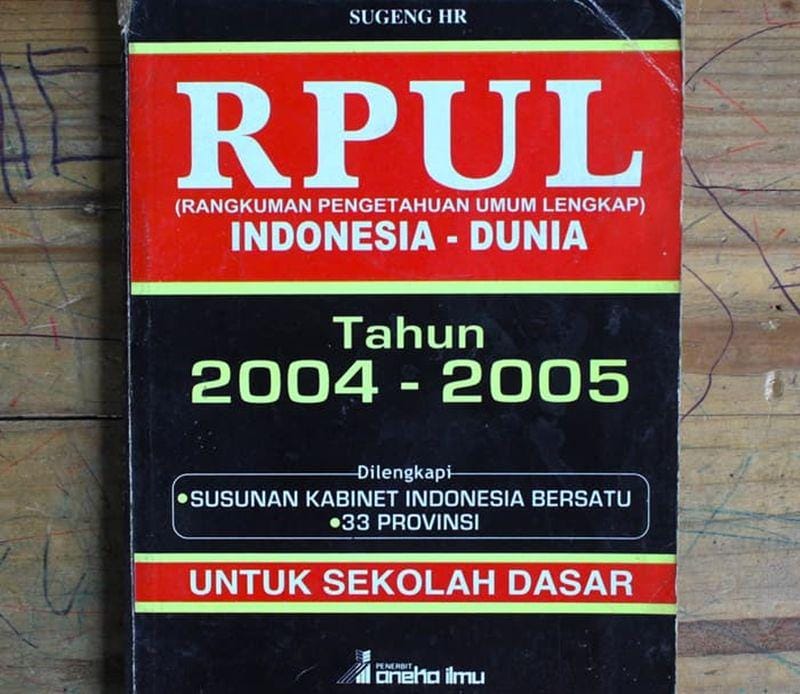 SUGENG HR
RPUL
(RANGKUMAN PENGETAHUAN UMUM LENGKAP)
INDONESIA - DUNIA
Tahun
2004 - 2005
Dilengkapi
•SUSUNAN KABINET INDONESIA BERSATU
•33 PROVINSI
UNTUK SEKOLAH DASAR
PENERBIT
aneka ilmu